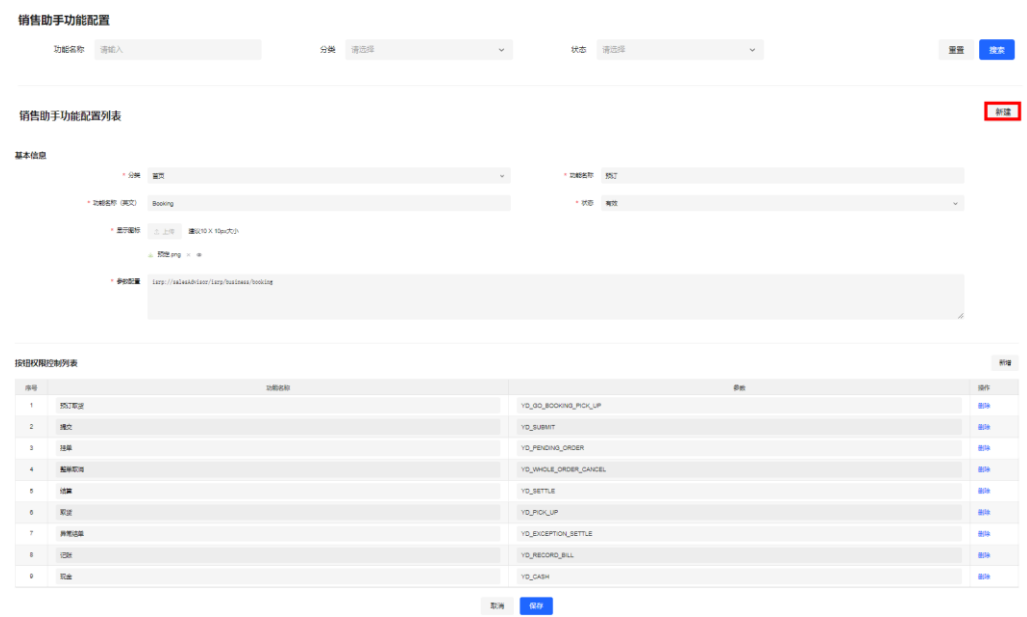 销售助手功能配置
功能名称 请输入 分类 请选择 状态 请选择 重置 搜索
销售助手功能配置列表 新建
基本信息
* 分类 首页 * 功能名称 预订
* 功能名称（英文） Booking * 状态 有效
* 显示图标 上传 建议10 X 10px大小
预定.png
* 参数配置 isrp://salesAdvisor/isrp/business/booking
按钮权限控制列表 新增
序号 功能名称 参数 操作
1 预订取货 YD_GO_BOOKING_PICK_UP 删除
2 提交 YD_SUBMIT 删除
3 挂单 YD_PENDING_ORDER 删除
4 整单取消 YD_WHOLE_ORDER_CANCEL 删除
5 结算 YD_SETTLE 删除
6 取货 YD_PICK_UP 删除
7 异常结单 YD_EXCEPTION_SETTLE 删除
8 记账 YD_RECORD_BILL 删除
9 现金 YD_CASH 删除
取消 保存